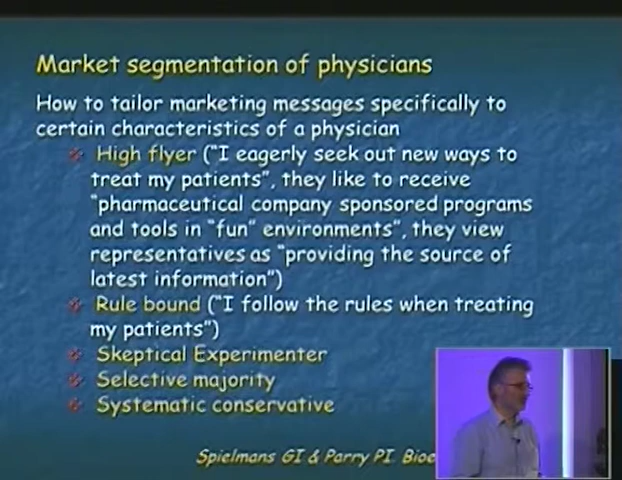 Market segmentation of physicians
How to tailor marketing messages specifically to
certain characteristics of a physician
High flyer ("I eagerly seek out new ways to
treat my patients", they like to receive
"pharmaceutical company sponsored programs
and tools in "fun" environments", they view
representatives as "providing the source of
latest information")
Rule bound ("I follow the rules when treating
my patients")
Skeptical Experimenter
Selective majority
Systematic conservative
Spielmans GI & Parry PI. Bioe